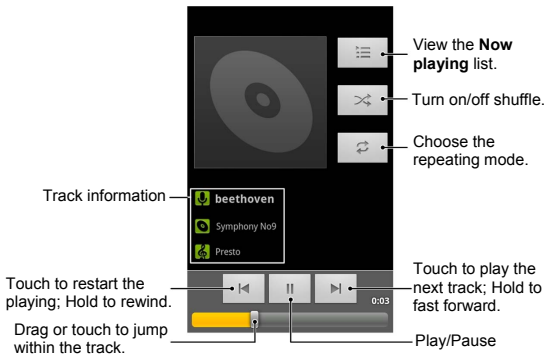 View the Now
playing list.
Turn on/off shuffle.
Choose the
repeating mode.
Track information
beethoven
Symphony No9
Presto
Touch to restart the
playing; Hold to rewind.
Touch to play the
next track; Hold to
fast forward.
0:03
Drag or touch to jump
within the track.
Play/Pause